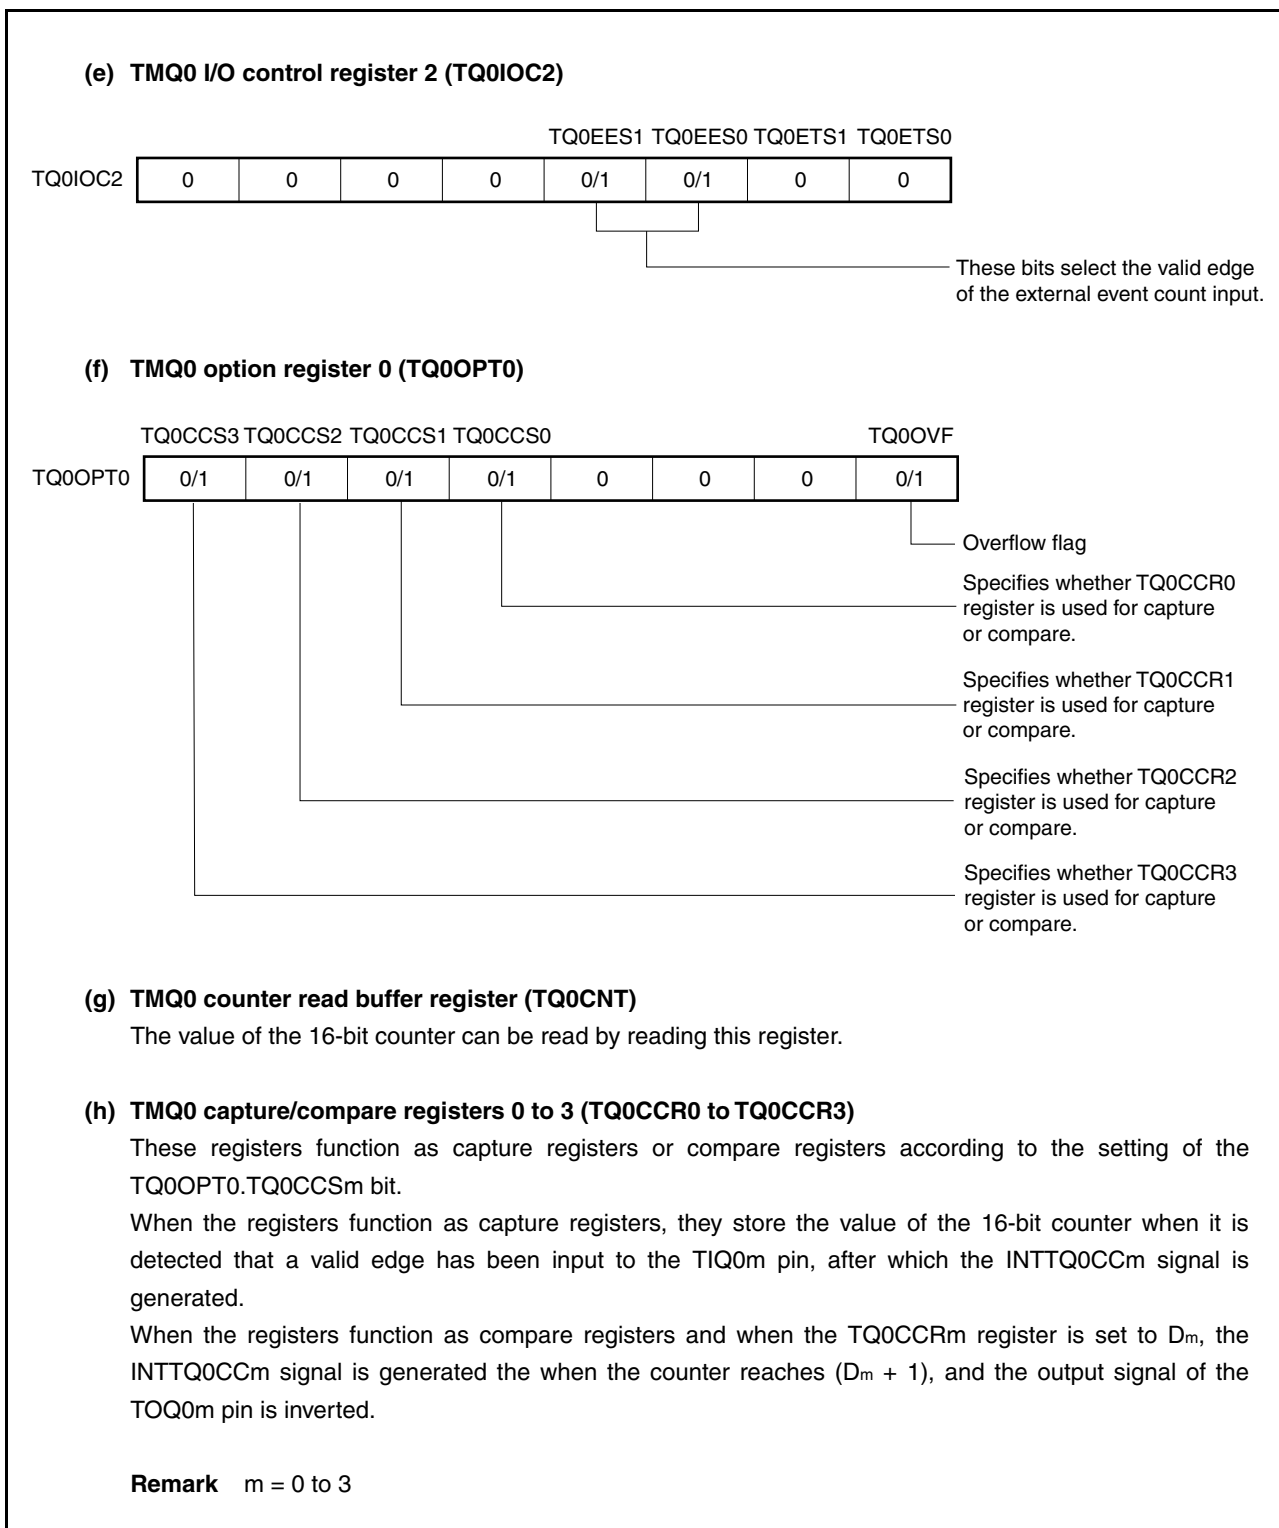 (e) TMQ0 I/O control register 2 (TQ0IOC2)
TQ0EES1 TQ0EES0 TQ0ETS1 TQ0ETS0
TQ0IOC2 0 0 0 0 0/1 0/1 0 0
These bits select the valid edge
of the external event count input.
(f) TMQ0 option register 0 (TQ0OPT0)
TQ0CCS3 TQ0CCS2 TQ0CCS1 TQ0CCS0 TQ0OVF
TQ0OPT0 0/1 0/1 0/1 0/1 0 0 0 0/1
Overflow flag
Specifies whether TQ0CCR0
register is used for capture
or compare.
Specifies whether TQ0CCR1
register is used for capture
or compare.
Specifies whether TQ0CCR2
register is used for capture
or compare.
Specifies whether TQ0CCR3
register is used for capture
or compare.
(g) TMQ0 counter read buffer register (TQ0CNT)
The value of the 16-bit counter can be read by reading this register.
(h) TMQ0 capture/compare registers 0 to 3 (TQ0CCR0 to TQ0CCR3)
These registers function as capture registers or compare registers according to the setting of the
TQ0OPT0.TQ0CCSm bit.
When the registers function as capture registers, they store the value of the 16-bit counter when it is
detected that a valid edge has been input to the TIQ0m pin, after which the INTTQ0CCm signal is
generated.
When the registers function as compare registers and when the TQ0CCRm register is set to Dm, the
INTTQ0CCm signal is generated the when the counter reaches (Dm + 1), and the output signal of the
TOQ0m pin is inverted.
Remark m = 0 to 3